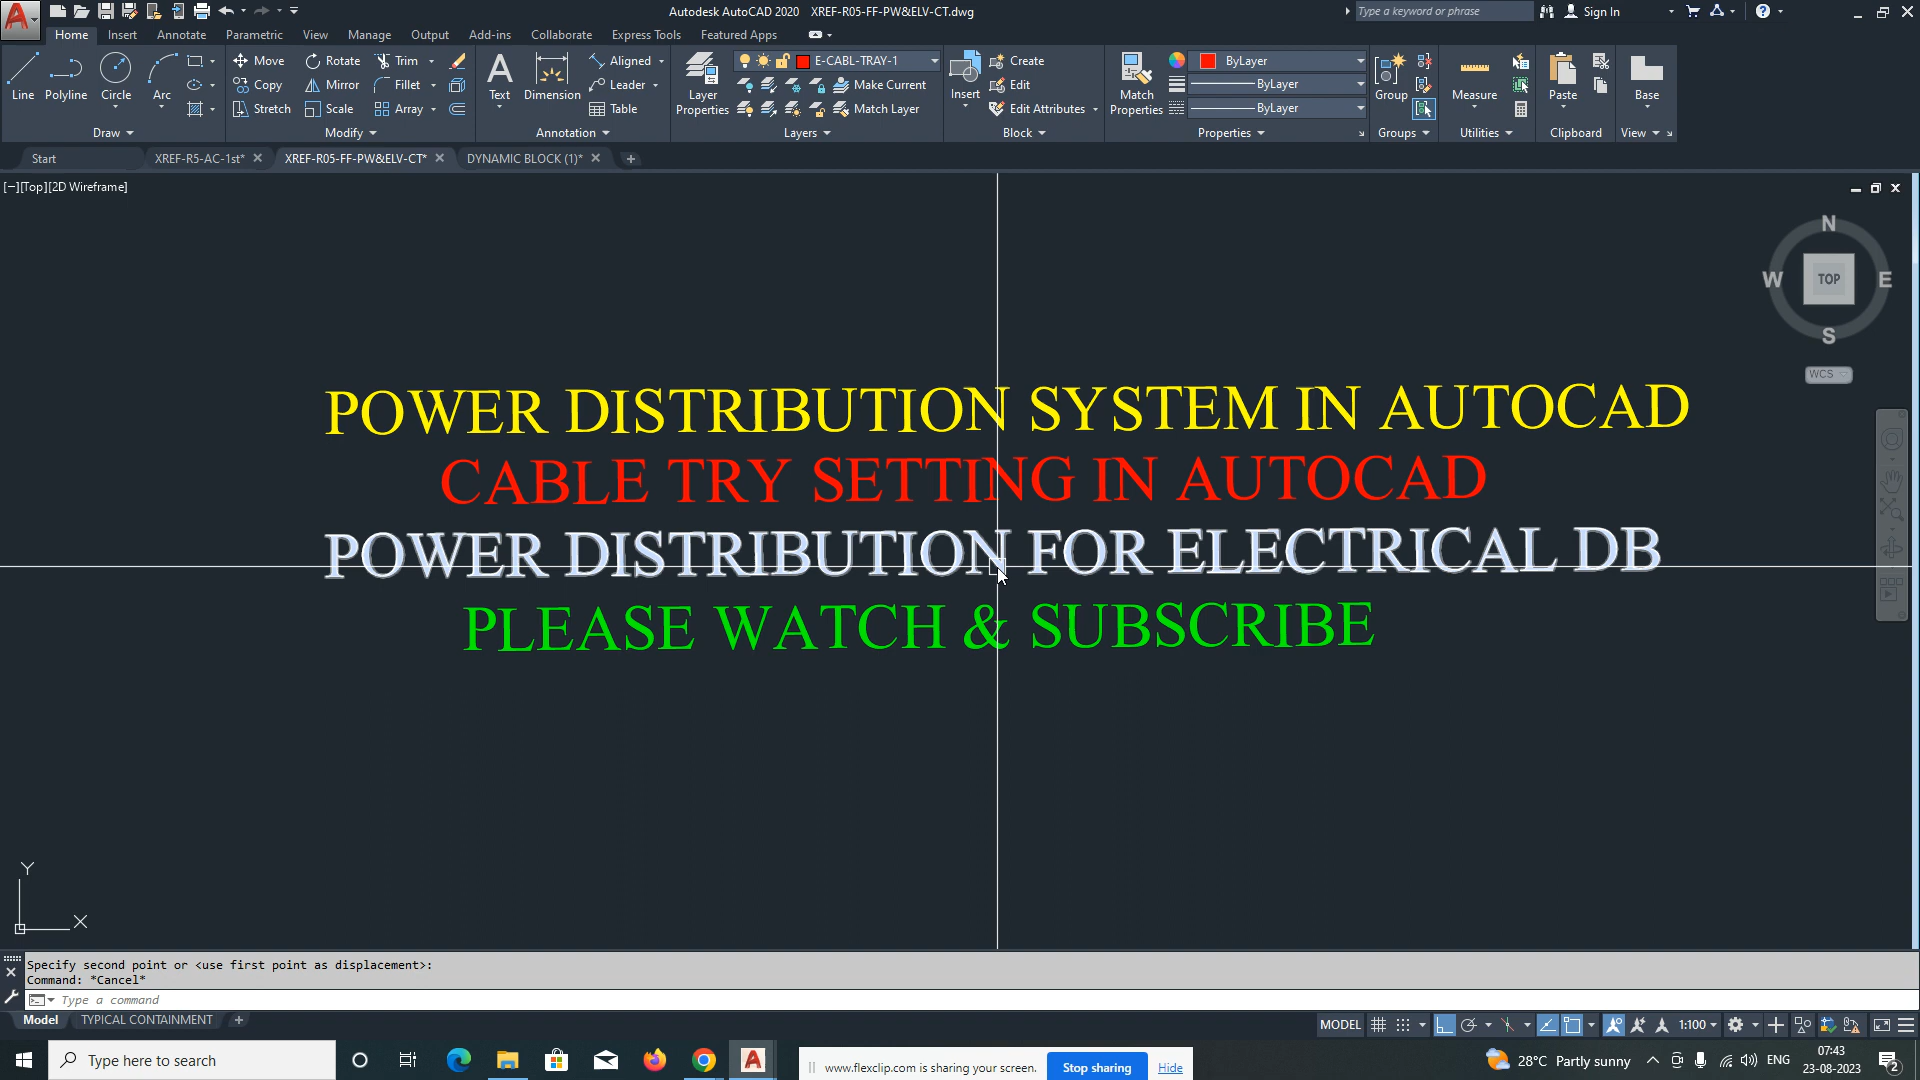 Autodesk AutoCAD 2020 XREF-R05-FF-PW&ELV-CT.dwg
Type a keyword or phrase
Sign In
Home Insert Annotate Parametric View Manage Output Add-ins Collaborate Express Tools Featured Apps
Line
Polyline
Circle
Arc
Draw
Move
Copy
Stretch
Rotate
Mirror
Scale
Trim
Fillet
Array
Modify
Text
Dimension
Aligned
Leader
Table
Annotation
Layer
Properties
E-CABL-TRAY-1
Make Current
Match Layer
Layers
Insert
Create
Edit
Edit Attributes
Block
Match
Properties
ByLayer
ByLayer
ByLayer
Properties
Group
Groups
Measure
Utilities
Paste
Clipboard
Base
View
Start XREF-R5-AC-1st* XREF-R05-FF-PW&ELV-CT* DYNAMIC BLOCK (1)*
[−][Top][2D Wireframe]
N
W TOP E
S
WCS
POWER DISTRIBUTION SYSTEM IN AUTOCAD
CABLE TRY SETTING IN AUTOCAD
POWER DISTRIBUTION FOR ELECTRICAL DB
PLEASE WATCH & SUBSCRIBE
Y
X
Specify second point or <use first point as displacement>:
Command: *Cancel*
Type a command
Model TYPICAL CONTAINMENT
MODEL 1:100
Type here to search
www.flexclip.com is sharing your screen. Stop sharing Hide
28°C Partly sunny
ENG
07:43
23-08-2023
2